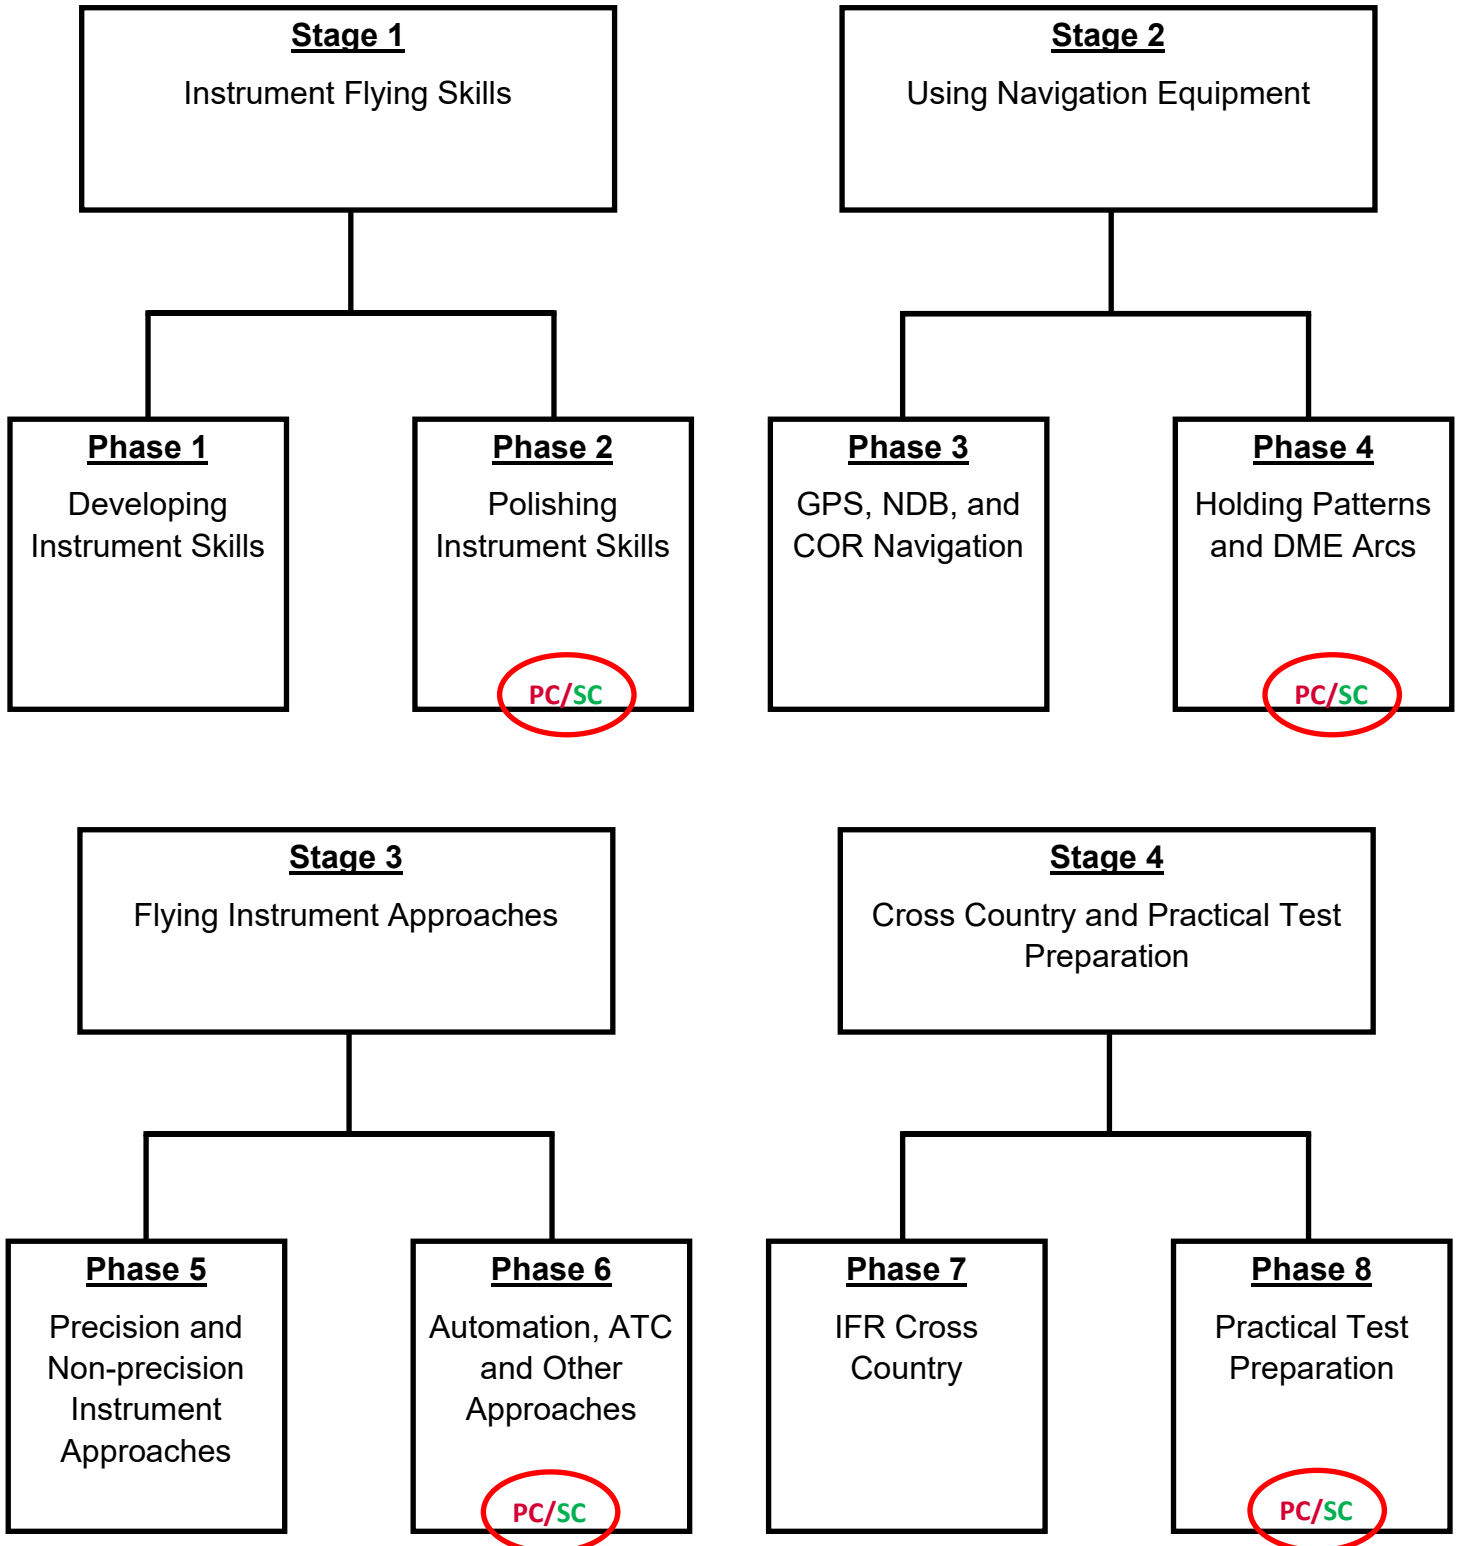 Stage 1
Instrument Flying Skills
Stage 2
Using Navigation Equipment
Phase 1
Developing
Instrument Skills
Phase 2
Polishing
Instrument Skills
PC/SC
Phase 3
GPS, NDB, and
COR Navigation
Phase 4
Holding Patterns
and DME Arcs
PC/SC
Stage 3
Flying Instrument Approaches
Stage 4
Cross Country and Practical Test
Preparation
Phase 5
Precision and
Non-precision
Instrument
Approaches
Phase 6
Automation, ATC
and Other
Approaches
PC/SC
Phase 7
IFR Cross
Country
Phase 8
Practical Test
Preparation
PC/SC